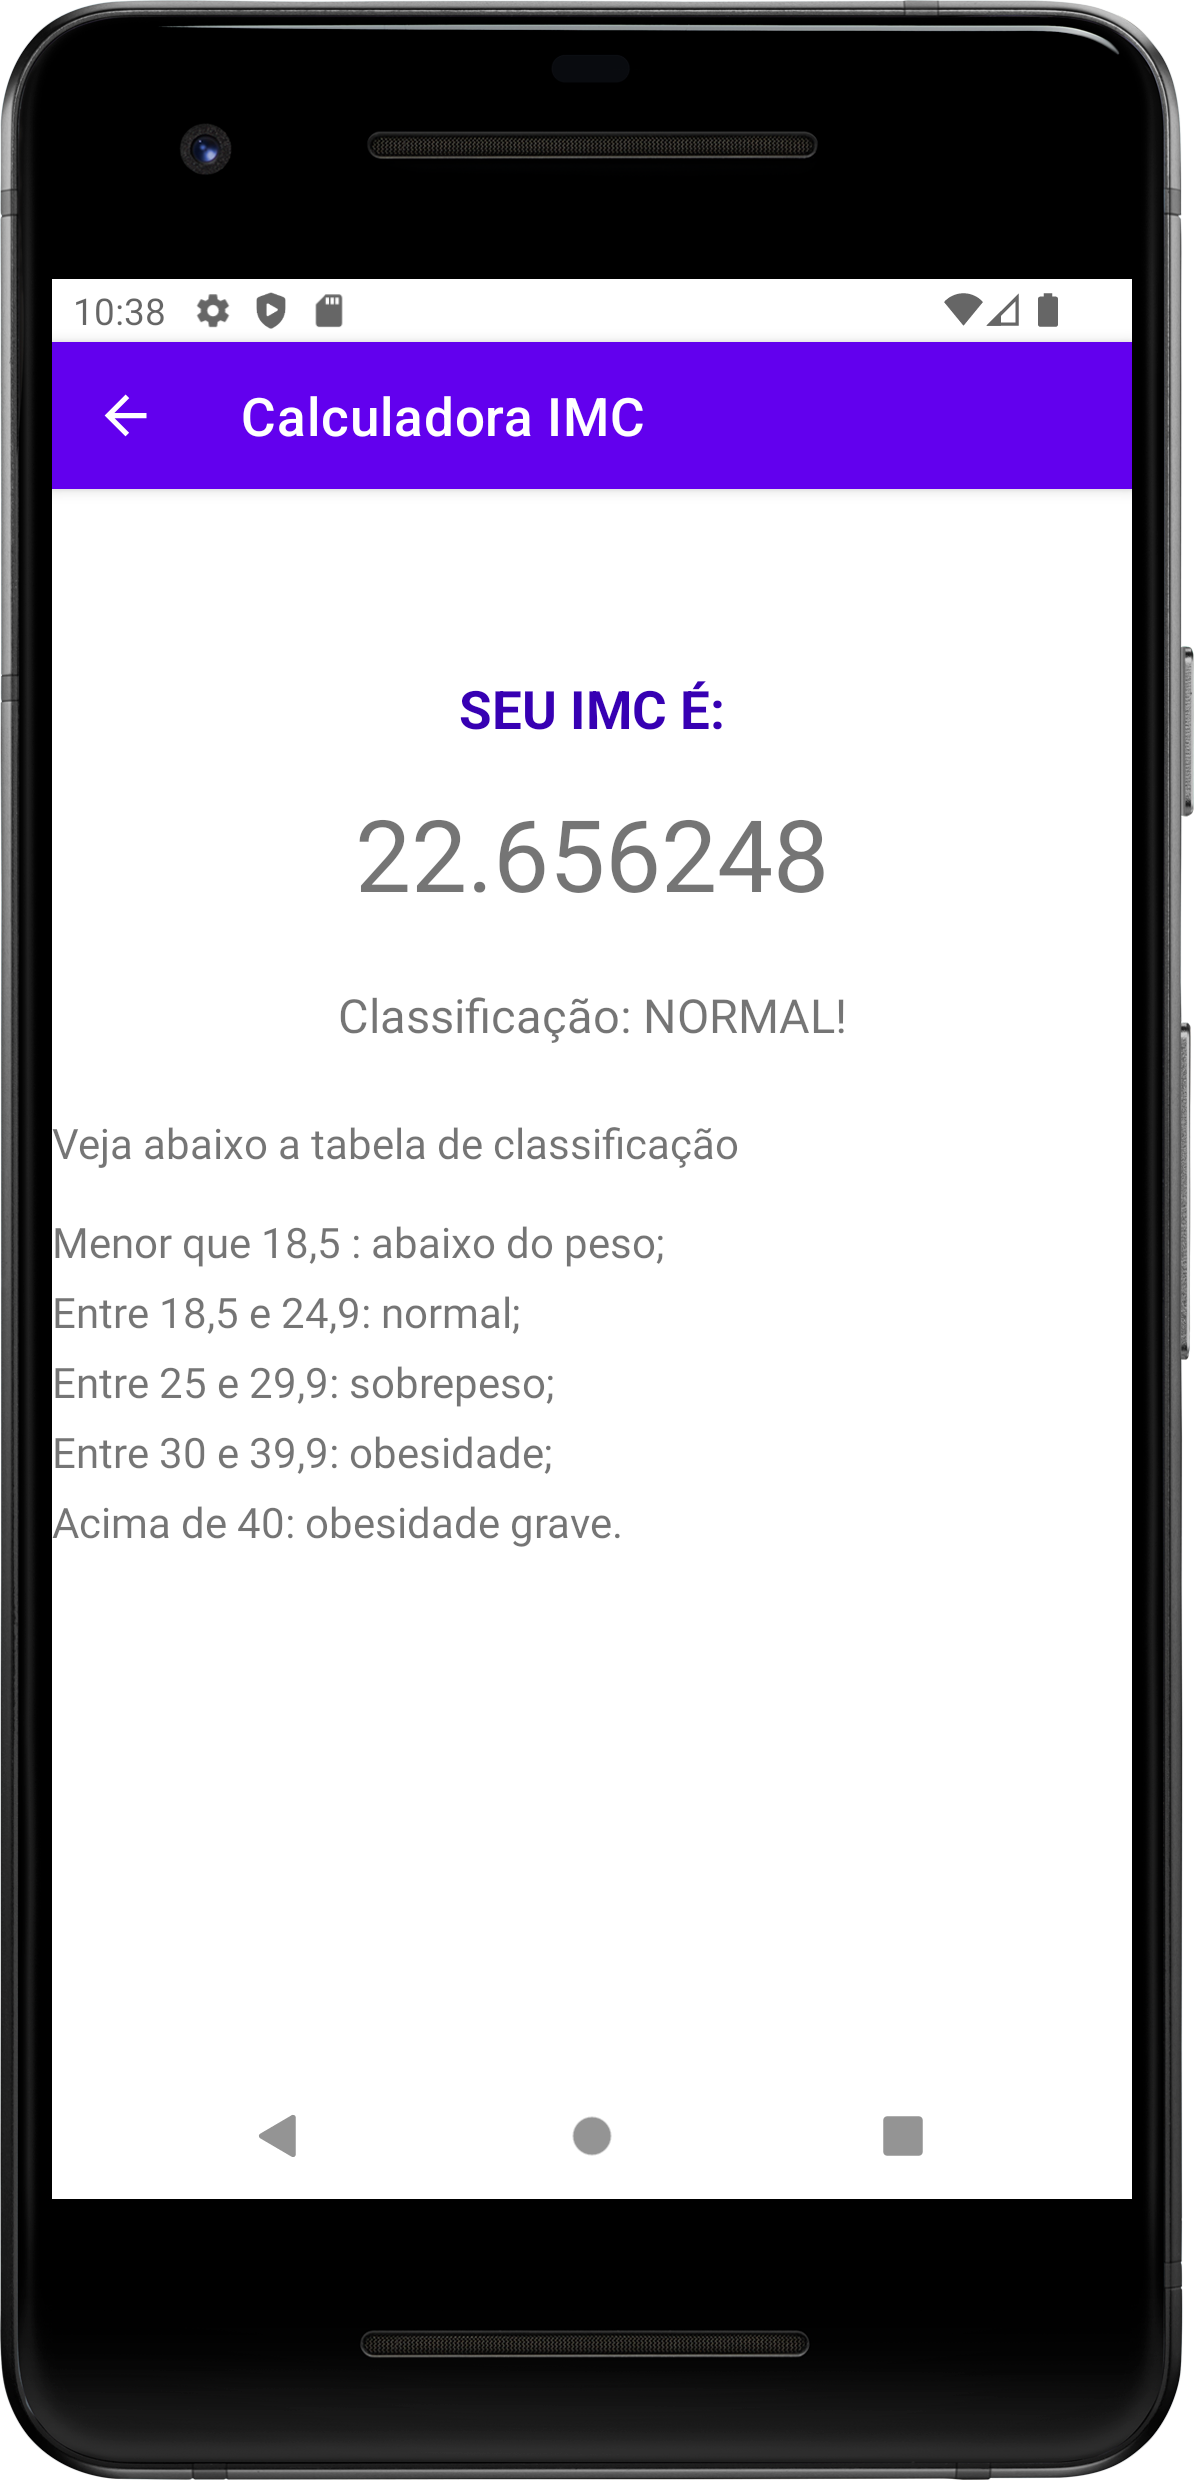 10:38
Calculadora IMC
SEU IMC É:
22.656248
Classificação: NORMAL!
Veja abaixo a tabela de classificação
Menor que 18,5 : abaixo do peso;
Entre 18,5 e 24,9: normal;
Entre 25 e 29,9: sobrepeso;
Entre 30 e 39,9: obesidade;
Acima de 40: obesidade grave.